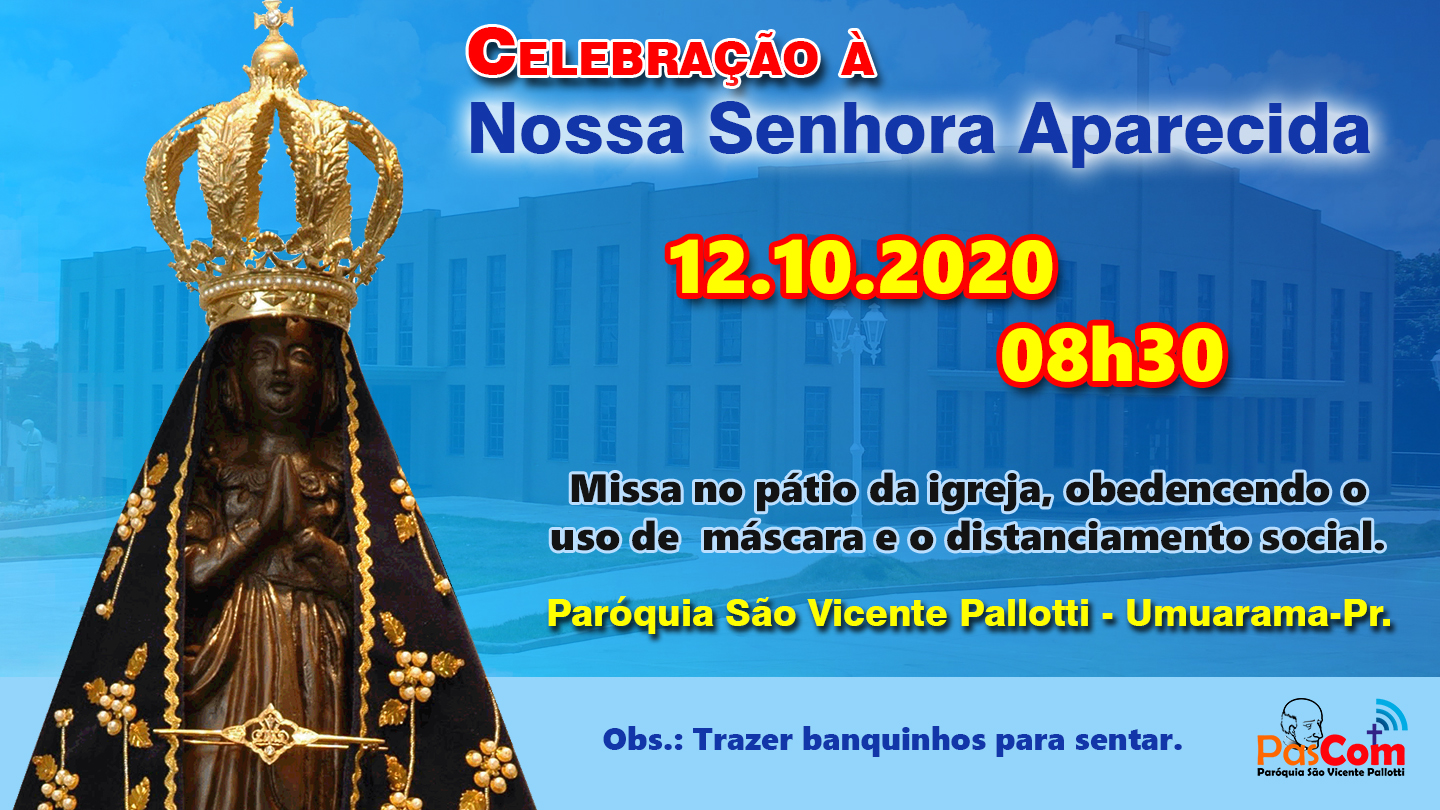 Celebração à
Nossa Senhora Aparecida
12.10.2020
08h30
Missa no pátio da igreja, obedencendo o
uso de máscara e o distanciamento social.
Paróquia São Vicente Pallotti - Umuarama-Pr.
Obs.: Trazer banquinhos para sentar.
PasCom
Paróquia São Vicente Pallotti